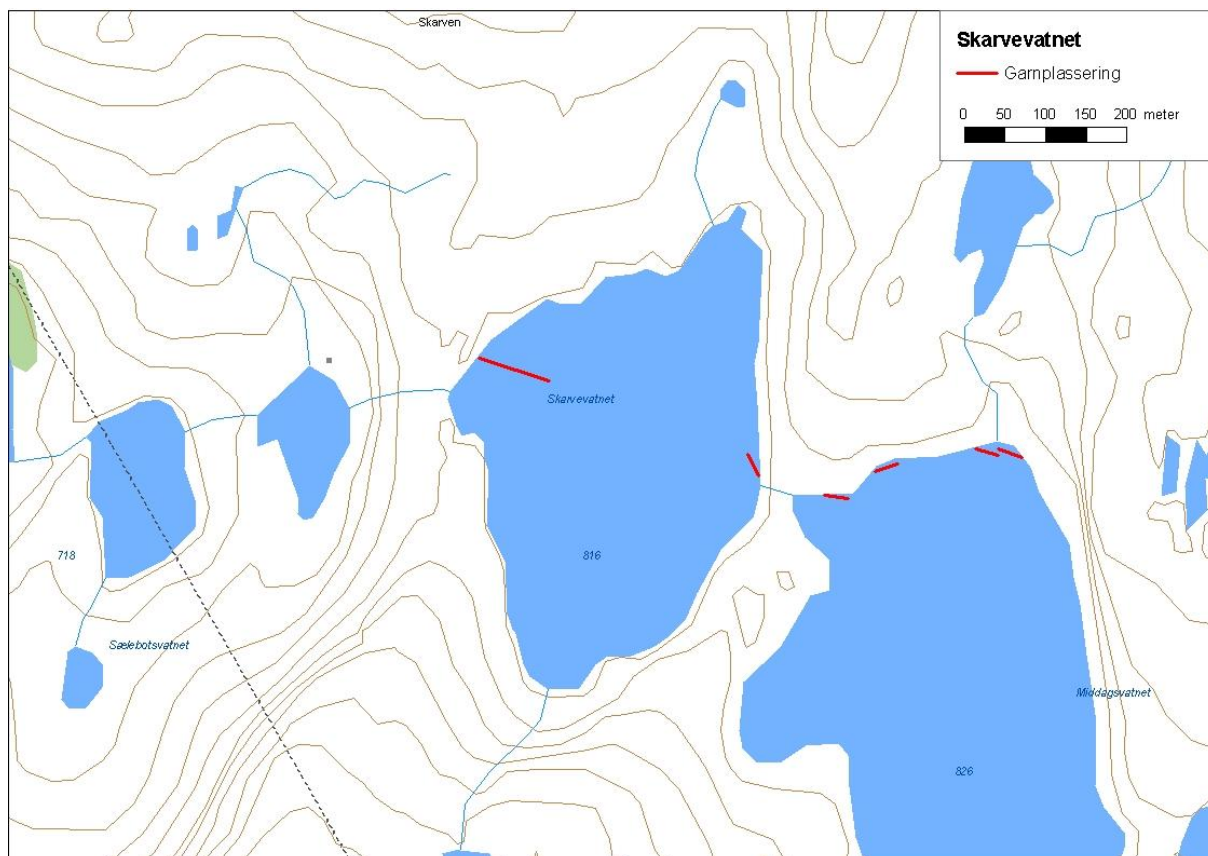 Skarven
Skarvevatnet
Garnplassering
0 50 100 150 200 meter
Skarvevatnet
816
718
Sælebotsvatnet
Middagsvatnet
826